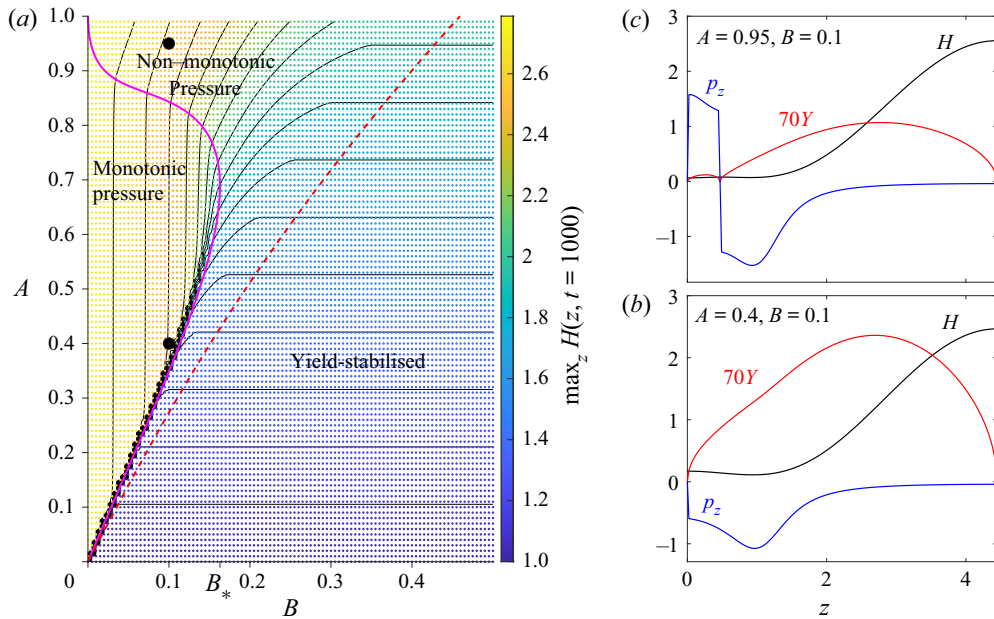 (a)
1.0
0.9
0.8
0.7
0.6
0.5
0.4
0.3
0.2
0.1
A
Non–monotonic
Pressure
Monotonic
pressure
Yield-stabilised
0
0.1
B*
0.2
0.4
B
2.6
2.4
2.2
2
1.8
1.6
1.4
1.2
1.0
max_z H(z, t = 1000)
(c)
3
2
1
0
−1
A = 0.95, B = 0.1
H
p_z
70Y
(b)
3
2
1
0
−1
A = 0.4, B = 0.1
H
70Y
p_z
0
2
4
z